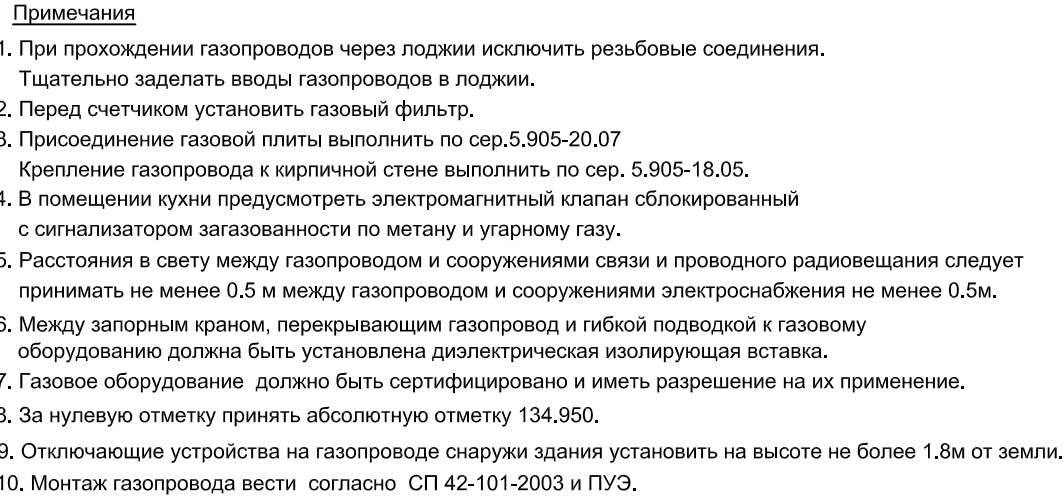 Примечания
1. При прохождении газопроводов через лоджии исключить резьбовые соединения.
Тщательно заделать вводы газопроводов в лоджии.
2. Перед счетчиком установить газовый фильтр.
3. Присоединение газовой плиты выполнить по сер.5.905-20.07
Крепление газопровода к кирпичной стене выполнить по сер. 5.905-18.05.
4. В помещении кухни предусмотреть электромагнитный клапан сблокированный
с сигнализатором загазованности по метану и угарному газу.
5. Расстояния в свету между газопроводом и сооружениями связи и проводного радиовещания следует
принимать не менее 0.5 м между газопроводом и сооружениями электроснабжения не менее 0.5м.
6. Между запорным краном, перекрывающим газопровод и гибкой подводкой к газовому
оборудованию должна быть установлена диэлектрическая изолирующая вставка.
7. Газовое оборудование должно быть сертифицировано и иметь разрешение на их применение.
8. За нулевую отметку принять абсолютную отметку 134.950.
9. Отключающие устройства на газопроводе снаружи здания установить на высоте не более 1.8м от земли.
10. Монтаж газопровода вести согласно СП 42-101-2003 и ПУЭ.